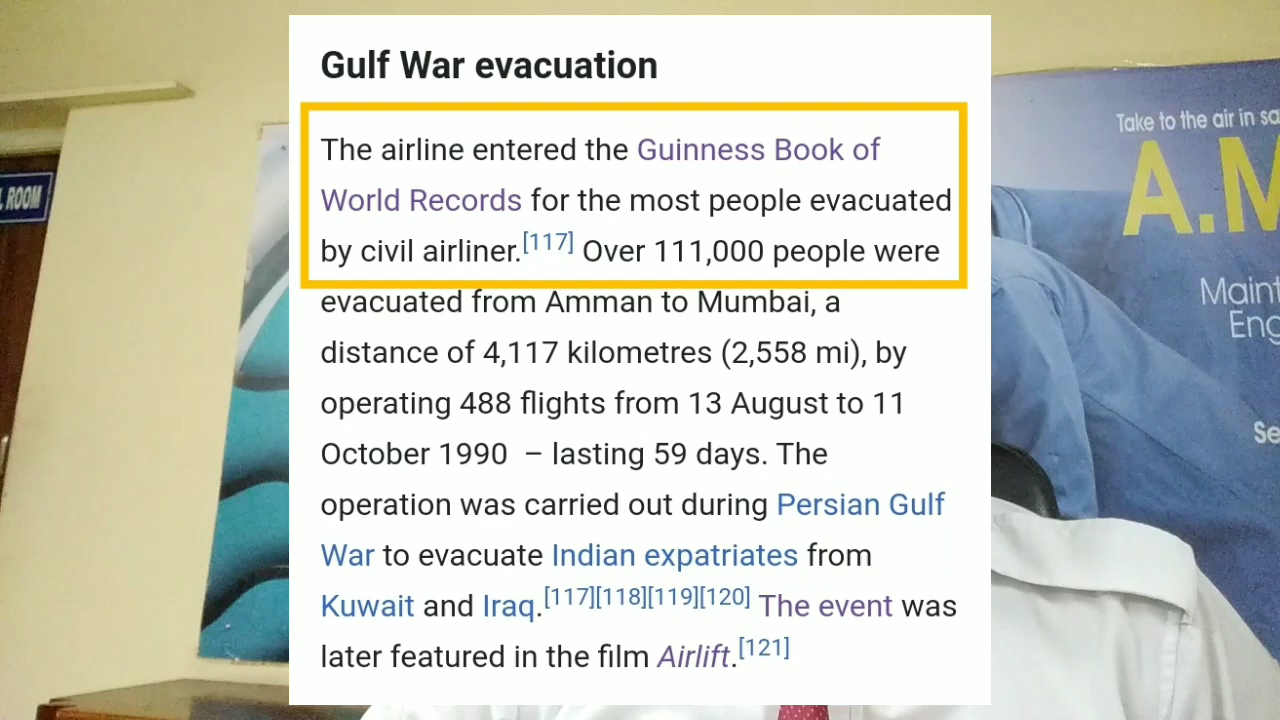 Gulf War evacuation
The airline entered the Guinness Book of
World Records for the most people evacuated
by civil airliner.[117] Over 111,000 people were
evacuated from Amman to Mumbai, a
distance of 4,117 kilometres (2,558 mi), by
operating 488 flights from 13 August to 11
October 1990 – lasting 59 days. The
operation was carried out during Persian Gulf
War to evacuate Indian expatriates from
Kuwait and Iraq.[117][118][119][120] The event was
later featured in the film Airlift.[121]
ROOM
Take to the air in
A.M